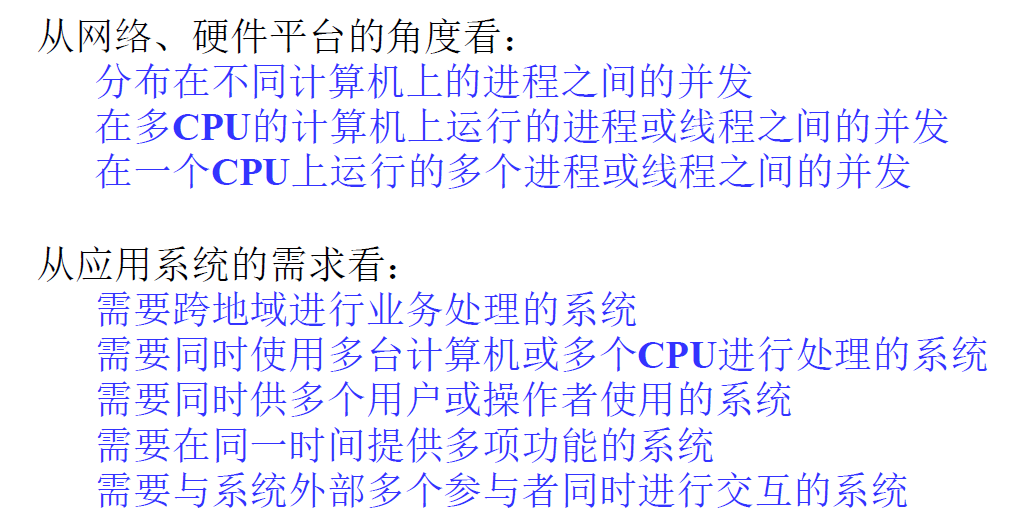 从网络、硬件平台的角度看：
分布在不同计算机上的进程之间的并发
在多CPU的计算机上运行的进程或线程之间的并发
在一个CPU上运行的多个进程或线程之间的并发
从应用系统的需求看：
需要跨地域进行业务处理的系统
需要同时使用多台计算机或多个CPU进行处理的系统
需要同时供多个用户或操作者使用的系统
需要在同一时间提供多项功能的系统
需要与系统外部多个参与者同时进行交互的系统